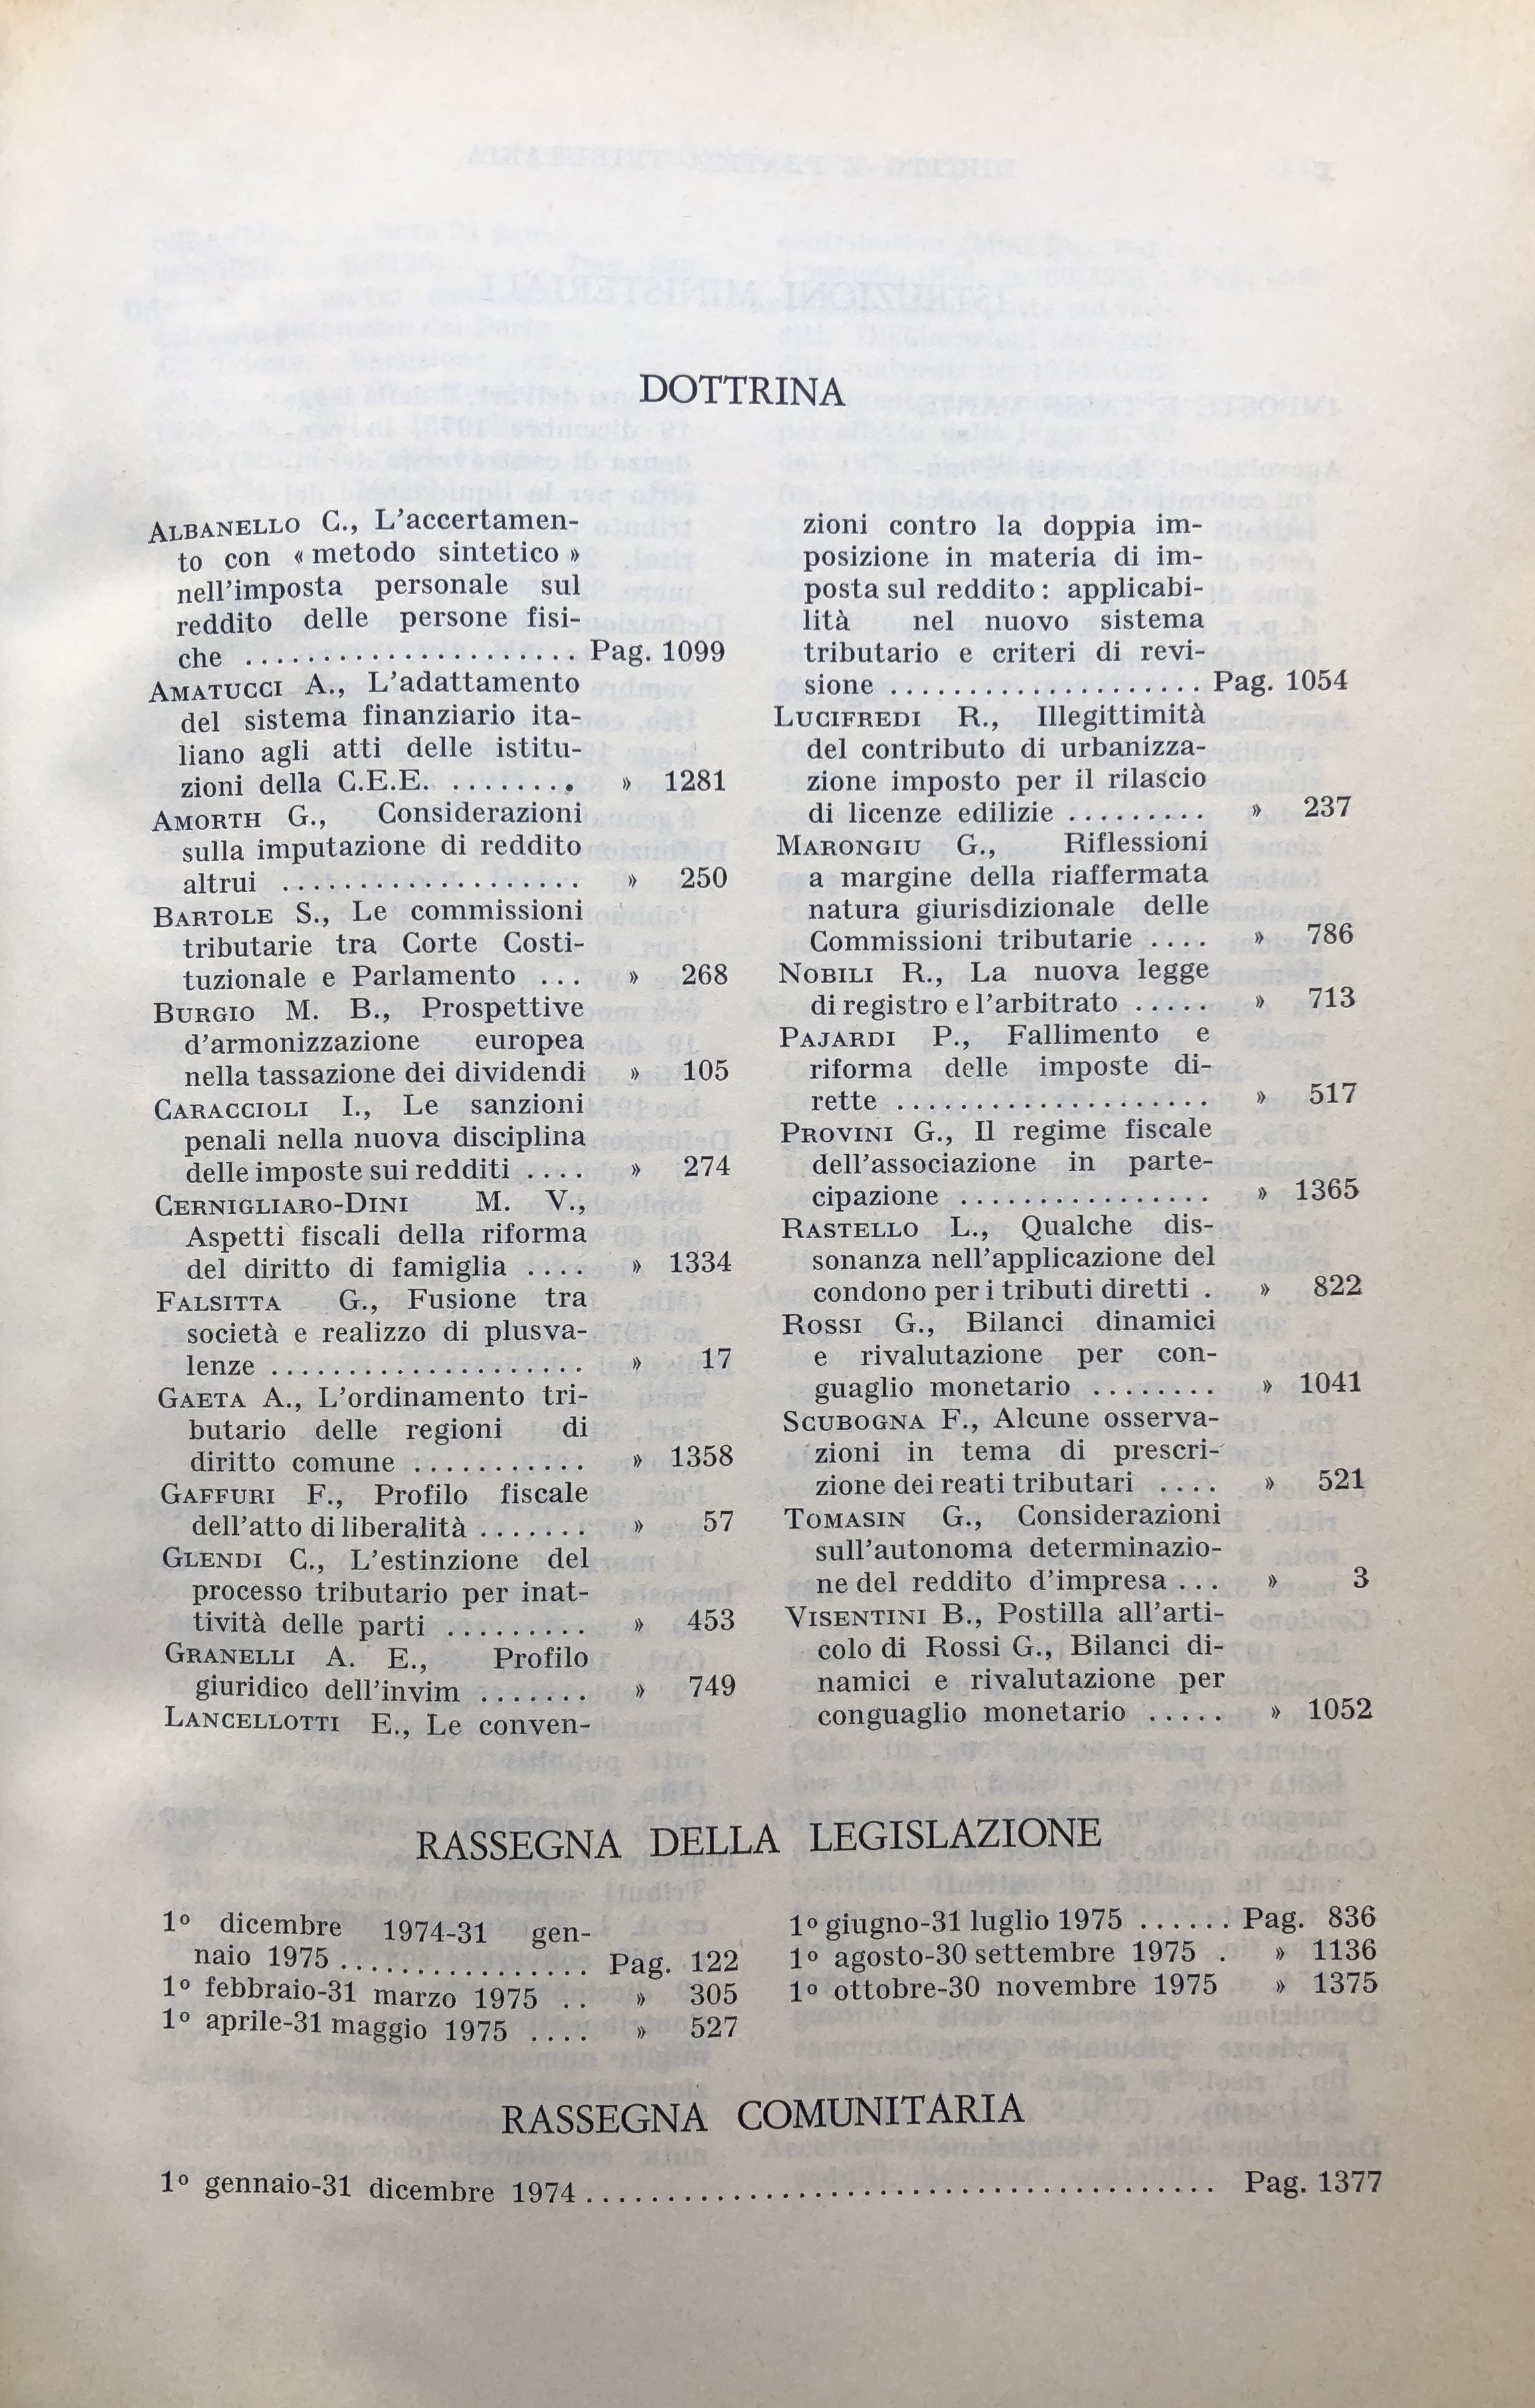 DOTTRINA
ALBANELLO C., L'accertamen-
to con « metodo sintetico »
nell'imposta personale sul
reddito delle persone fisi-
che ..................... Pag. 1099
AMATUCCI A., L'adattamento
del sistema finanziario ita-
liano agli atti delle istitu-
zioni della C.E.E. ........ » 1281
AMORTH G., Considerazioni
sulla imputazione di reddito
altrui ................... » 250
BARTOLE S., Le commissioni
tributarie tra Corte Costi-
tuzionale e Parlamento ... » 268
BURGIO M. B., Prospettive
d'armonizzazione europea
nella tassazione dei dividendi » 105
CARACCIOLI I., Le sanzioni
penali nella nuova disciplina
delle imposte sui redditi .... » 274
CERNIGLIARO-DINI M. V.,
Aspetti fiscali della riforma
del diritto di famiglia .... » 1334
FALSITTA G., Fusione tra
società e realizzo di plusva-
lenze .................... » 17
GAETA A., L'ordinamento tri-
butario delle regioni di
diritto comune ........... » 1358
GAFFURI F., Profilo fiscale
dell'atto di liberalità ....... » 57
GLENDI C., L'estinzione del
processo tributario per inat-
tività delle parti ......... » 453
GRANELLI A. E., Profilo
giuridico dell'invim ....... » 749
LANCELLOTTI E., Le conven-
zioni contro la doppia im-
posizione in materia di im-
posta sul reddito : applicabi-
lità nel nuovo sistema
tributario e criteri di revi-
sione .................... Pag. 1054
LUCIFREDI R., Illegittimità
del contributo di urbanizza-
zione imposto per il rilascio
di licenze edilizie ......... » 237
MARONGIU G., Riflessioni
a margine della riaffermata
natura giurisdizionale delle
Commissioni tributarie .... » 786
NOBILI R., La nuova legge
di registro e l'arbitrato ..... » 713
PAJARDI P., Fallimento e
riforma delle imposte di-
rette .................... » 517
PROVINI G., Il regime fiscale
dell'associazione in parte-
cipazione ................ » 1365
RASTELLO L., Qualche dis-
sonanza nell'applicazione del
condono per i tributi diretti . » 822
ROSSI G., Bilanci dinamici
e rivalutazione per con-
guaglio monetario ........ » 1041
SCUBOGNA F., Alcune osserva-
zioni in tema di prescri-
zione dei reati tributari .... » 521
TOMASIN G., Considerazioni
sull'autonoma determinazio-
ne del reddito d'impresa ... » 3
VISENTINI B., Postilla all'arti-
colo di Rossi G., Bilanci di-
namici e rivalutazione per
conguaglio monetario ..... » 1052
RASSEGNA DELLA LEGISLAZIONE
1º dicembre 1974-31 gen-
naio 1975 ................ Pag. 122
1º febbraio-31 marzo 1975 .. » 305
1º aprile-31 maggio 1975 .... » 527
1º giugno-31 luglio 1975 ...... Pag. 836
1º agosto-30 settembre 1975 . » 1136
1º ottobre-30 novembre 1975 » 1375
RASSEGNA COMUNITARIA
1º gennaio-31 dicembre 1974 ........................................ Pag. 1377